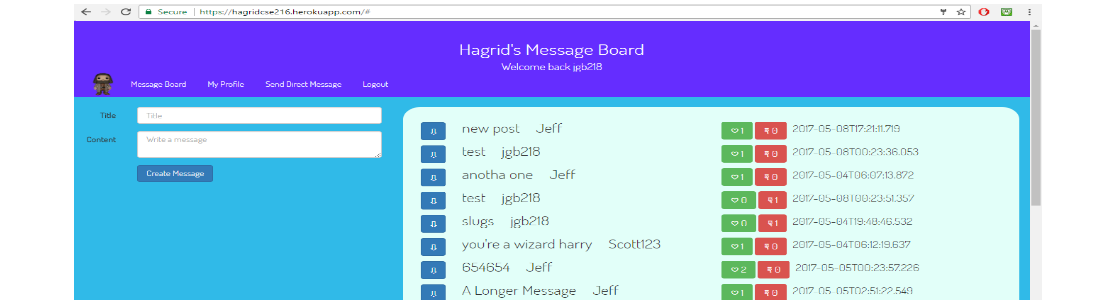 Secure https://hagridcse216.herokuapp.com/#
Hagrid's Message Board
Welcome back jgb218
Message Board My Profile Send Direct Message Logout
Title Title
Content Write a message
Create Message
new post Jeff 1 0 2017-05-08T17:21:11.719
test jgb218 1 0 2017-05-08T00:23:36.053
anotha one Jeff 1 0 2017-05-04T06:07:13.872
test jgb218 0 1 2017-05-08T00:23:51.357
slugs jgb218 0 1 2017-05-04T19:48:46.532
you're a wizard harry Scott123 1 0 2017-05-04T06:12:19.637
654654 Jeff 2 0 2017-05-05T00:23:57.226
A Longer Message Jeff 1 0 2017-05-05T02:51:22.549